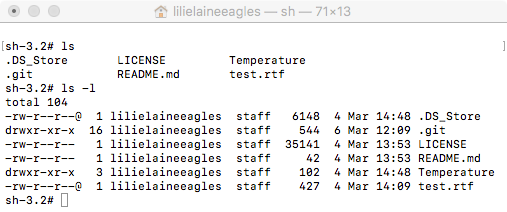 lilielaineeagles — sh — 71×13
sh-3.2# ls
.DS_Store LICENSE Temperature
.git README.md test.rtf
sh-3.2# ls -l
total 104
-rw-r--r--@ 1 lilielaineeagles staff 6148 4 Mar 14:48 .DS_Store
drwxr-xr-x 16 lilielaineeagles staff 544 6 Mar 12:09 .git
-rw-r--r-- 1 lilielaineeagles staff 35141 4 Mar 13:53 LICENSE
-rw-r--r-- 1 lilielaineeagles staff 42 4 Mar 13:53 README.md
drwxr-xr-x 3 lilielaineeagles staff 102 4 Mar 14:48 Temperature
-rw-r--r--@ 1 lilielaineeagles staff 427 4 Mar 14:09 test.rtf
sh-3.2#